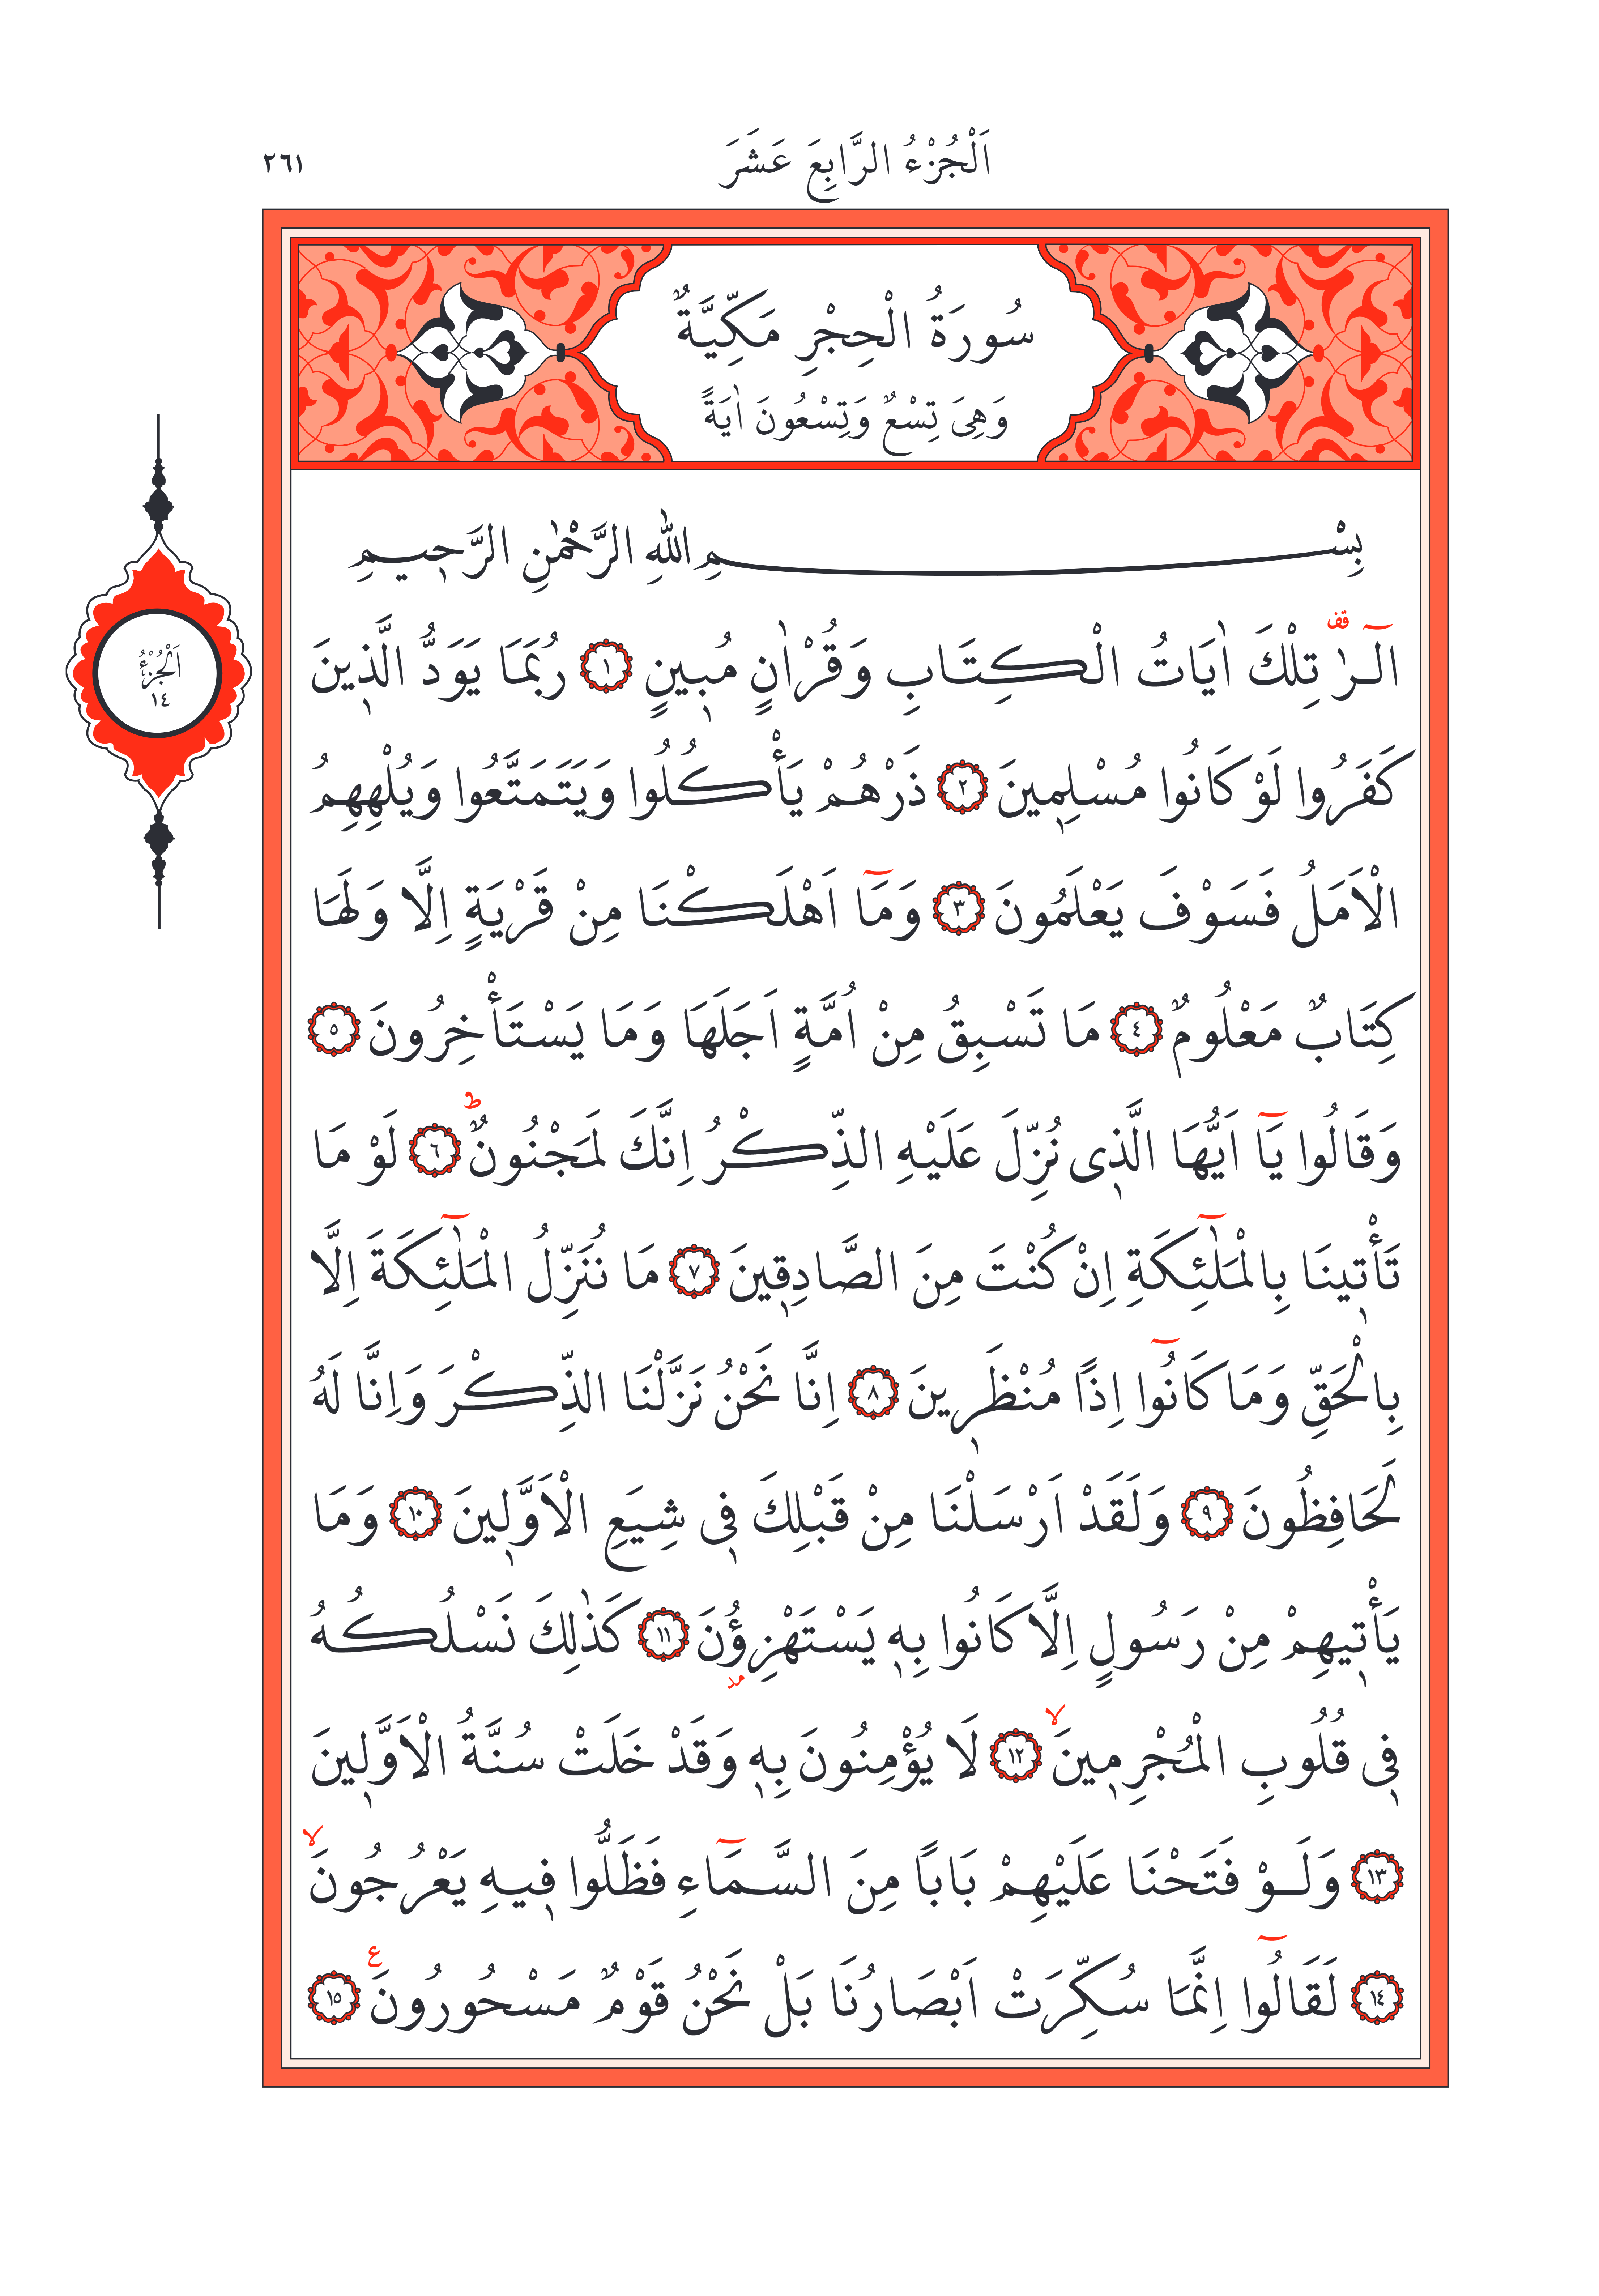 اَلْجُزْءُ الرَّابِعَ عَشَرَ
٢٦١
سُورَةُ الْحِجْرِ مَكِّيَّةٌ
وَهِىَ تِسْعٌ وَتِسْعُونَ اٰيَةً
بِسْمِ اللّٰهِ الرَّحْمٰنِ الرَّح۪يمِ
اَلْجُزْءُ
١٤
الٓـرٰ۠ تِلْكَ اٰيَاتُ الْكِتَابِ وَقُرْاٰنٍ مُب۪ينٍ ﴿١﴾ رُبَمَا يَوَدُّ الَّذ۪ينَ
كَفَرُوا لَوْ كَانُوا مُسْلِم۪ينَ ﴿٢﴾ ذَرْهُمْ يَأْكُلُوا وَيَتَمَتَّعُوا وَيُلْهِهِمُ
الْاَمَلُ فَسَوْفَ يَعْلَمُونَ ﴿٣﴾ وَمَٓا اَهْلَكْنَا مِنْ قَرْيَةٍ اِلَّا وَلَهَا
كِتَابٌ مَعْلُومٌ ﴿٤﴾ مَا تَسْبِقُ مِنْ اُمَّةٍ اَجَلَهَا وَمَا يَسْتَأْخِرُونَ ﴿٥﴾
وَقَالُوا يَٓا اَيُّهَا الَّذ۪ى نُزِّلَ عَلَيْهِ الذِّكْرُ اِنَّكَ لَمَجْنُونٌۜ ﴿٦﴾ لَوْ مَا
تَأْت۪ينَا بِالْمَلٰٓئِكَةِ اِنْ كُنْتَ مِنَ الصَّادِق۪ينَ ﴿٧﴾ مَا نُنَزِّلُ الْمَلٰٓئِكَةَ اِلَّا
بِالْحَقِّ وَمَا كَانُٓوا اِذًا مُنْظَر۪ينَ ﴿٨﴾ اِنَّا نَحْنُ نَزَّلْنَا الذِّكْرَ وَاِنَّا لَهُ
لَحَافِظُونَ ﴿٩﴾ وَلَقَدْ اَرْسَلْنَا مِنْ قَبْلِكَ ف۪ى شِيَعِ الْاَوَّل۪ينَ ﴿١٠﴾ وَمَا
يَأْت۪يهِمْ مِنْ رَسُولٍ اِلَّا كَانُوا بِه۪ يَسْتَهْزِؤُ۫نَ ﴿١١﴾ كَذٰلِكَ نَسْلُكُهُ
ف۪ى قُلُوبِ الْمُجْرِم۪ينَۙ ﴿١٢﴾ لَا يُؤْمِنُونَ بِه۪ وَقَدْ خَلَتْ سُنَّةُ الْاَوَّل۪ينَ
﴿١٣﴾ وَلَوْ فَتَحْنَا عَلَيْهِمْ بَابًا مِنَ السَّمَٓاءِ فَظَلُّوا ف۪يهِ يَعْرُجُونَۙ
﴿١٤﴾ لَقَالُٓوا اِنَّمَا سُكِّرَتْ اَبْصَارُنَا بَلْ نَحْنُ قَوْمٌ مَسْحُورُونَ۟ ﴿١٥﴾